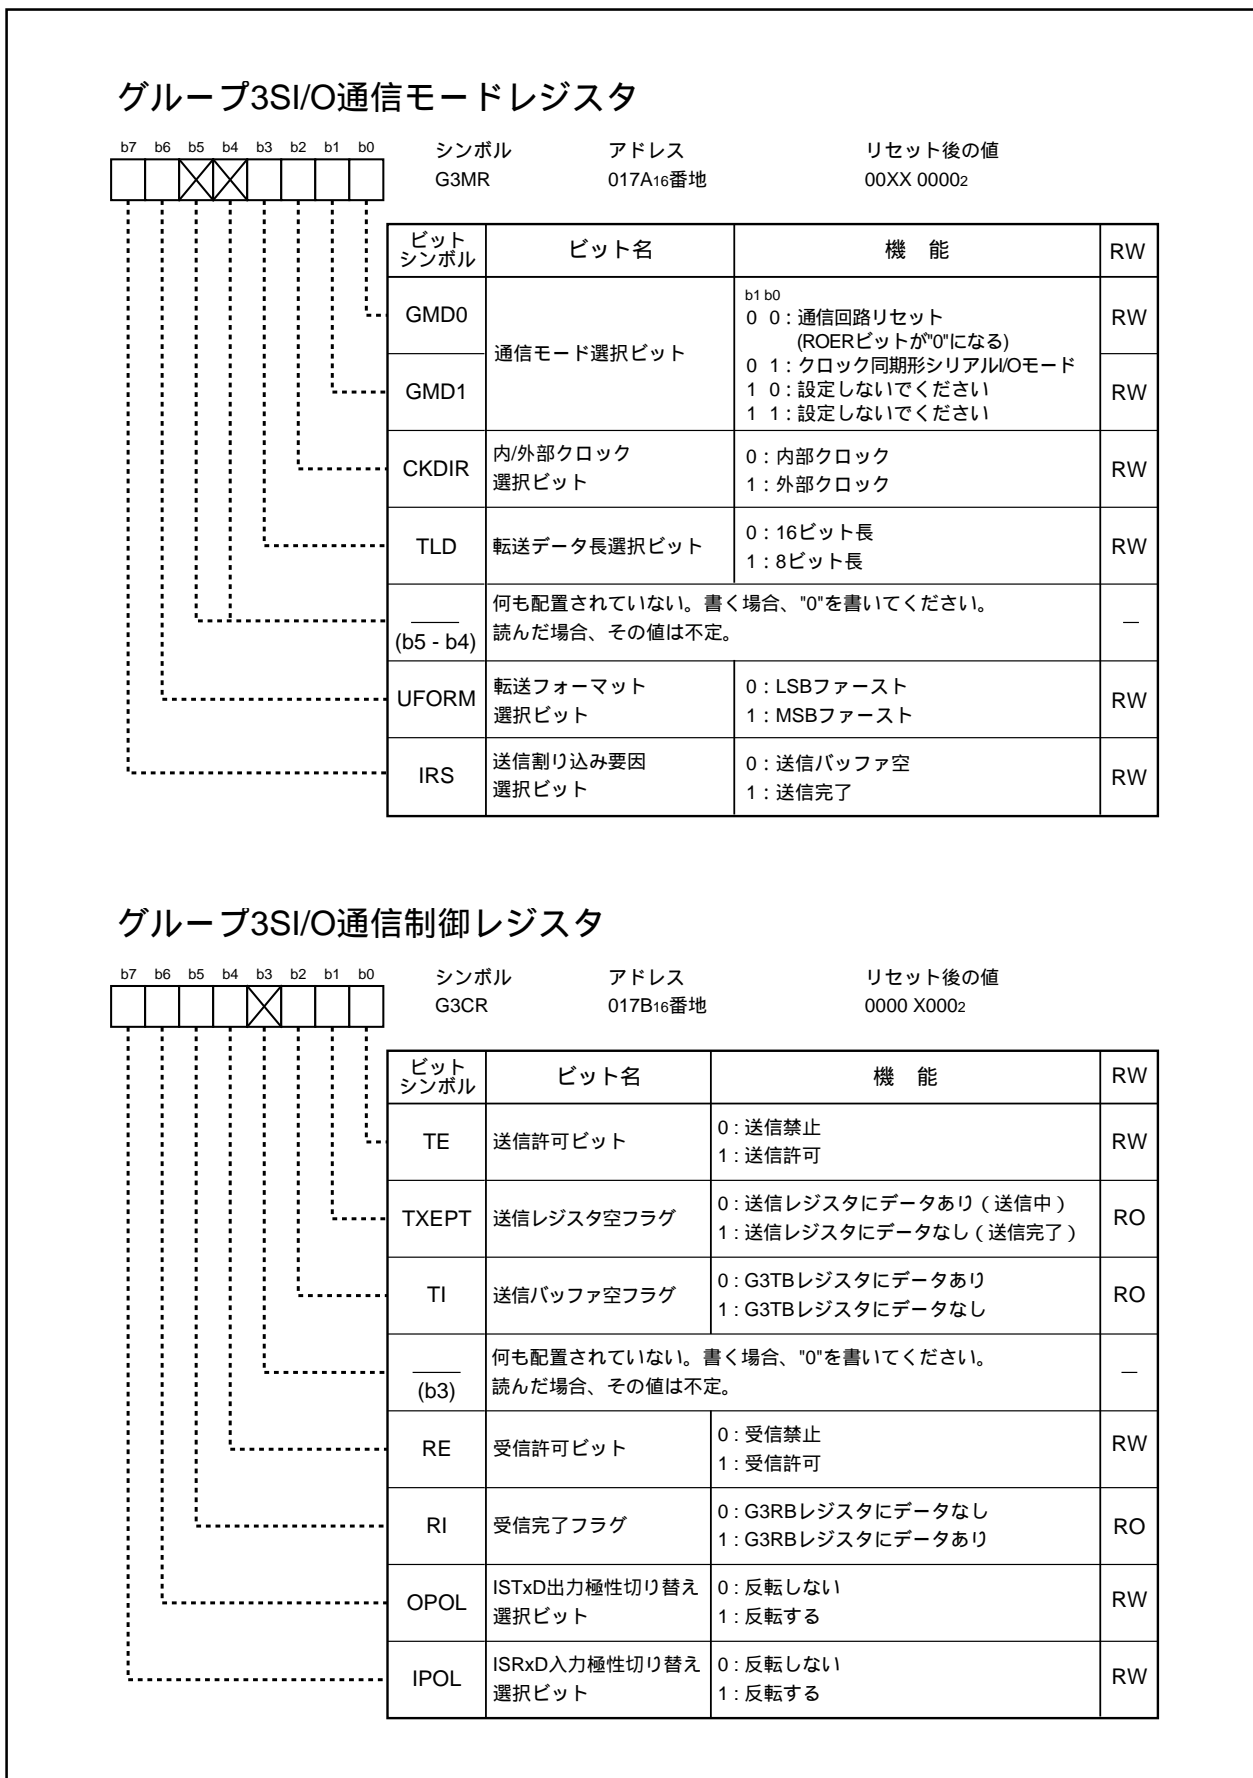 グループ3SI/O通信モードレジスタ
b7 b6 b5 b4 b3 b2 b1 b0
シンボル アドレス リセット後の値
G3MR 017A16番地 00XX 00002
ビット
シンボル
ビット名 機 能 RW
GMD0
GMD1
通信モード選択ビット
b1 b0
0 0 : 通信回路リセット
(ROERビットが"0"になる)
0 1 : クロック同期形シリアルI/Oモード
1 0 : 設定しないでください
1 1 : 設定しないでください
RW
RW
CKDIR
内/外部クロック
選択ビット
0 : 内部クロック
1 : 外部クロック
RW
TLD 転送データ長選択ビット
0 : 16ビット長
1 : 8ビット長
RW
(b5 - b4)
何も配置されていない。書く場合、"0"を書いてください。
読んだ場合、その値は不定。
—
UFORM
転送フォーマット
選択ビット
0 : LSBファースト
1 : MSBファースト
RW
IRS
送信割り込み要因
選択ビット
0 : 送信バッファ空
1 : 送信完了
RW
グループ3SI/O通信制御レジスタ
b7 b6 b5 b4 b3 b2 b1 b0
シンボル アドレス リセット後の値
G3CR 017B16番地 0000 X0002
ビット
シンボル
ビット名 機 能 RW
TE 送信許可ビット
0 : 送信禁止
1 : 送信許可
RW
TXEPT 送信レジスタ空フラグ
0 : 送信レジスタにデータあり ( 送信中 )
1 : 送信レジスタにデータなし ( 送信完了 )
RO
TI 送信バッファ空フラグ
0 : G3TBレジスタにデータあり
1 : G3TBレジスタにデータなし
RO
(b3)
何も配置されていない。書く場合、"0"を書いてください。
読んだ場合、その値は不定。
—
RE 受信許可ビット
0 : 受信禁止
1 : 受信許可
RW
RI 受信完了フラグ
0 : G3RBレジスタにデータなし
1 : G3RBレジスタにデータあり
RO
OPOL
ISTxD出力極性切り替え
選択ビット
0 : 反転しない
1 : 反転する
RW
IPOL
ISRxD入力極性切り替え
選択ビット
0 : 反転しない
1 : 反転する
RW